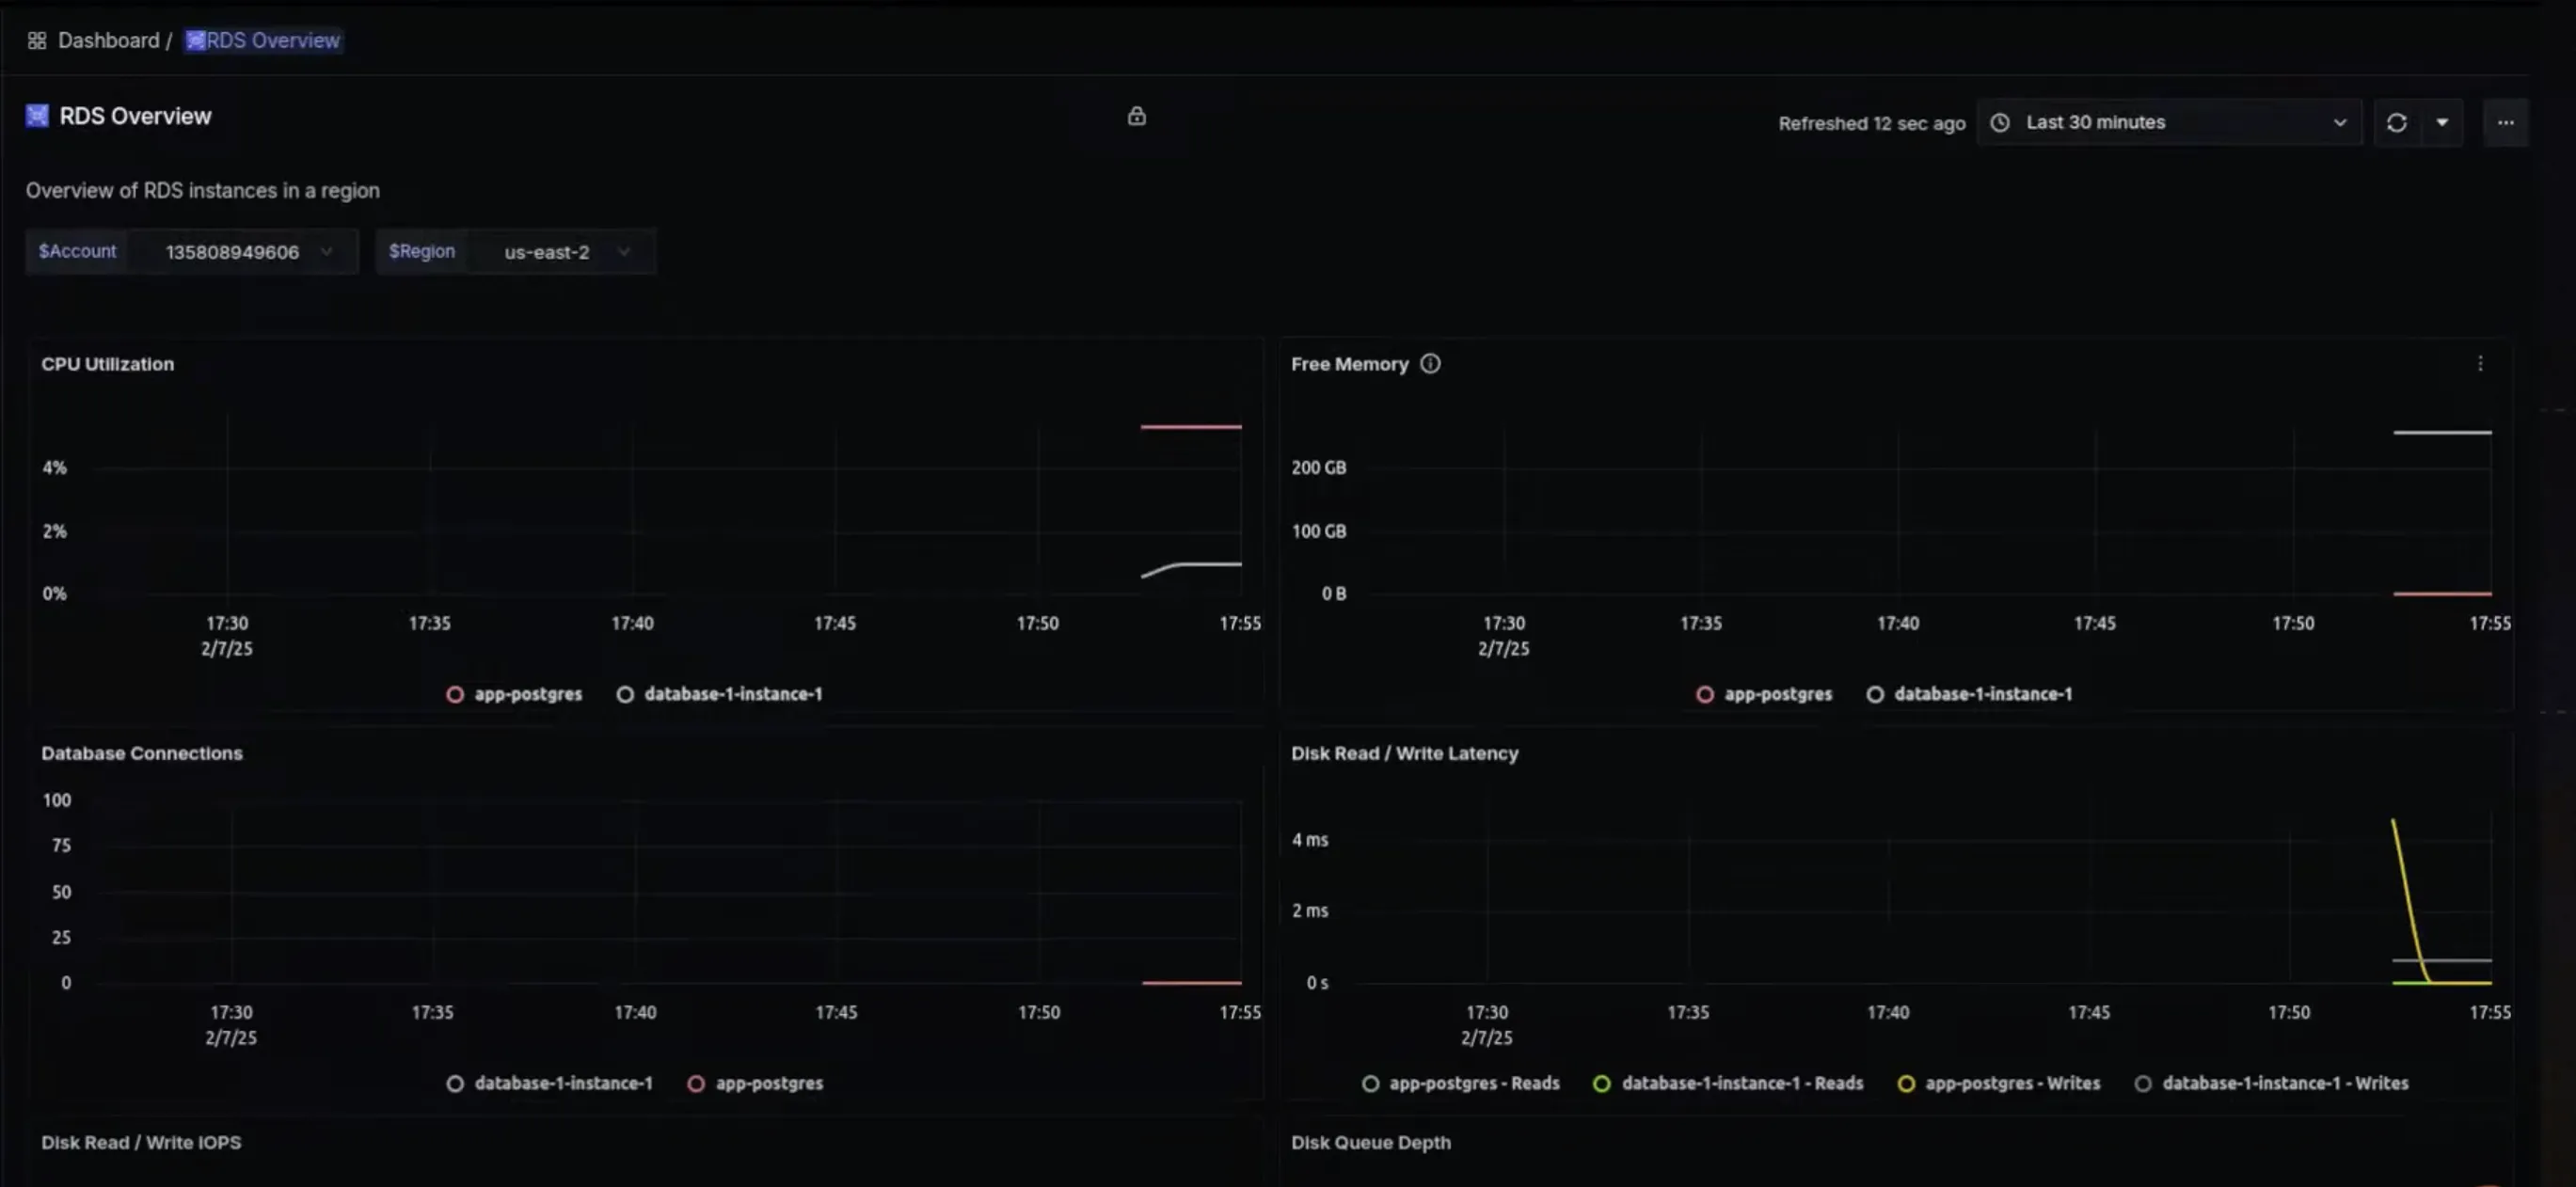 Dashboard / RDS Overview
RDS Overview
Refreshed 12 sec ago
Last 30 minutes
Overview of RDS instances in a region
$Account 135808949606 $Region us-east-2
CPU Utilization
4%
2%
0%
17:30 17:35 17:40 17:45 17:50 17:55
2/7/25
app-postgres database-1-instance-1
Free Memory
200 GB
100 GB
0 B
17:30 17:35 17:40 17:45 17:50 17:55
2/7/25
app-postgres database-1-instance-1
Database Connections
100
75
50
25
0
17:30 17:35 17:40 17:45 17:50 17:55
2/7/25
database-1-instance-1 app-postgres
Disk Read / Write Latency
4 ms
2 ms
0 s
17:30 17:35 17:40 17:45 17:50 17:55
2/7/25
app-postgres - Reads database-1-instance-1 - Reads app-postgres - Writes database-1-instance-1 - Writes
Disk Read / Write IOPS
Disk Queue Depth